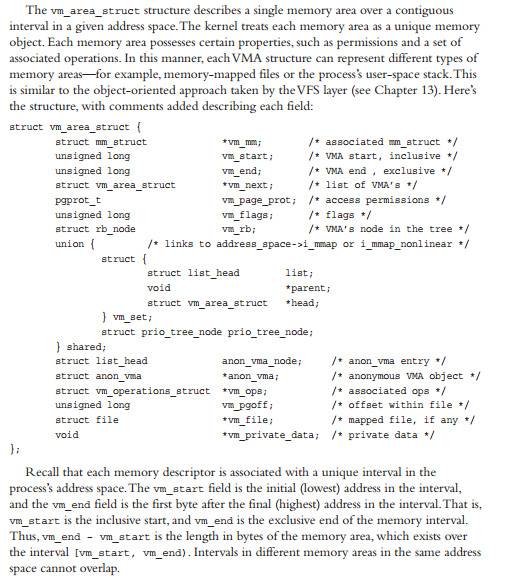 The vm_area_struct structure describes a single memory area over a contiguous
interval in a given address space. The kernel treats each memory area as a unique memory
object. Each memory area possesses certain properties, such as permissions and a set of
associated operations. In this manner, each VMA structure can represent different types of
memory areas—for example, memory-mapped files or the process's user-space stack. This
is similar to the object-oriented approach taken by the VFS layer (see Chapter 13). Here's
the structure, with comments added describing each field:
struct vm_area_struct {
struct mm_struct *vm_mm; /* associated mm_struct */
unsigned long vm_start; /* VMA start, inclusive */
unsigned long vm_end; /* VMA end , exclusive */
struct vm_area_struct *vm_next; /* list of VMA's */
pgprot_t vm_page_prot; /* access permissions */
unsigned long vm_flags; /* flags */
struct rb_node vm_rb; /* VMA's node in the tree */
union { /* links to address_space->i_mmap or i_mmap_nonlinear */
struct {
struct list_head list;
void *parent;
struct vm_area_struct *head;
} vm_set;
struct prio_tree_node prio_tree_node;
} shared;
struct list_head anon_vma_node; /* anon_vma entry */
struct anon_vma *anon_vma; /* anonymous VMA object */
struct vm_operations_struct *vm_ops; /* associated ops */
unsigned long vm_pgoff; /* offset within file */
struct file *vm_file; /* mapped file, if any */
void *vm_private_data; /* private data */
};
Recall that each memory descriptor is associated with a unique interval in the
process's address space. The vm_start field is the initial (lowest) address in the interval,
and the vm_end field is the first byte after the final (highest) address in the interval. That is,
vm_start is the inclusive start, and vm_end is the exclusive end of the memory interval.
Thus, vm_end - vm_start is the length in bytes of the memory area, which exists over
the interval [vm_start, vm_end). Intervals in different memory areas in the same address
space cannot overlap.